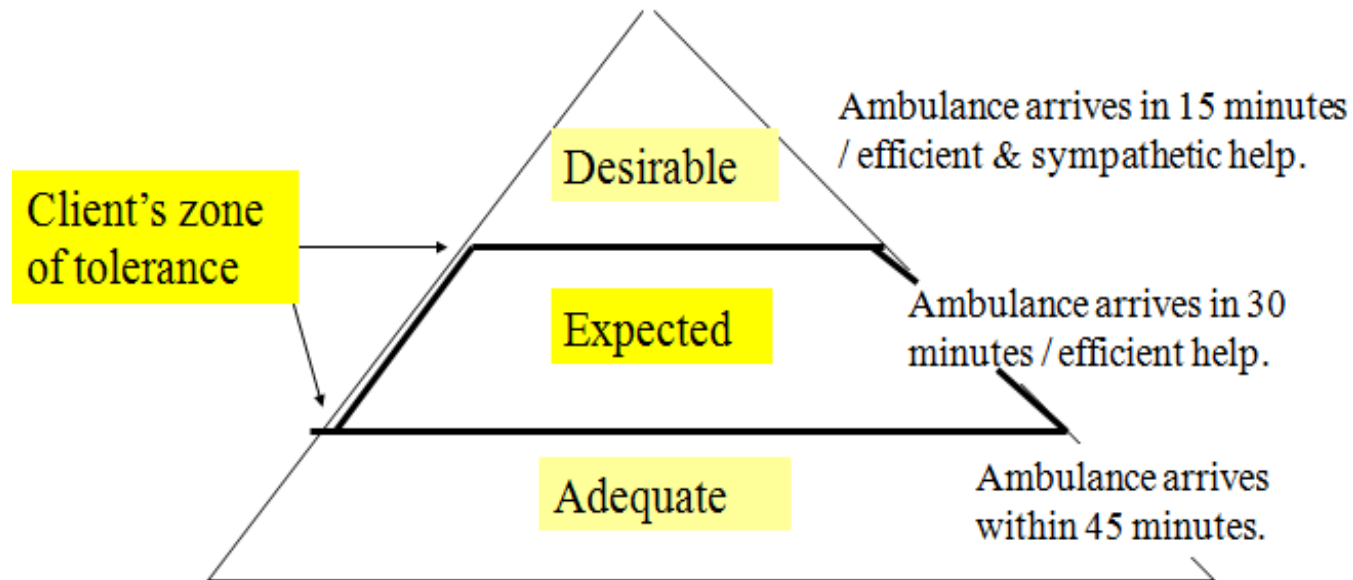 Desirable
Ambulance arrives in 15 minutes
/ efficient & sympathetic help.
Client’s zone
of tolerance
Expected
Ambulance arrives in 30
minutes / efficient help.
Adequate
Ambulance arrives
within 45 minutes.